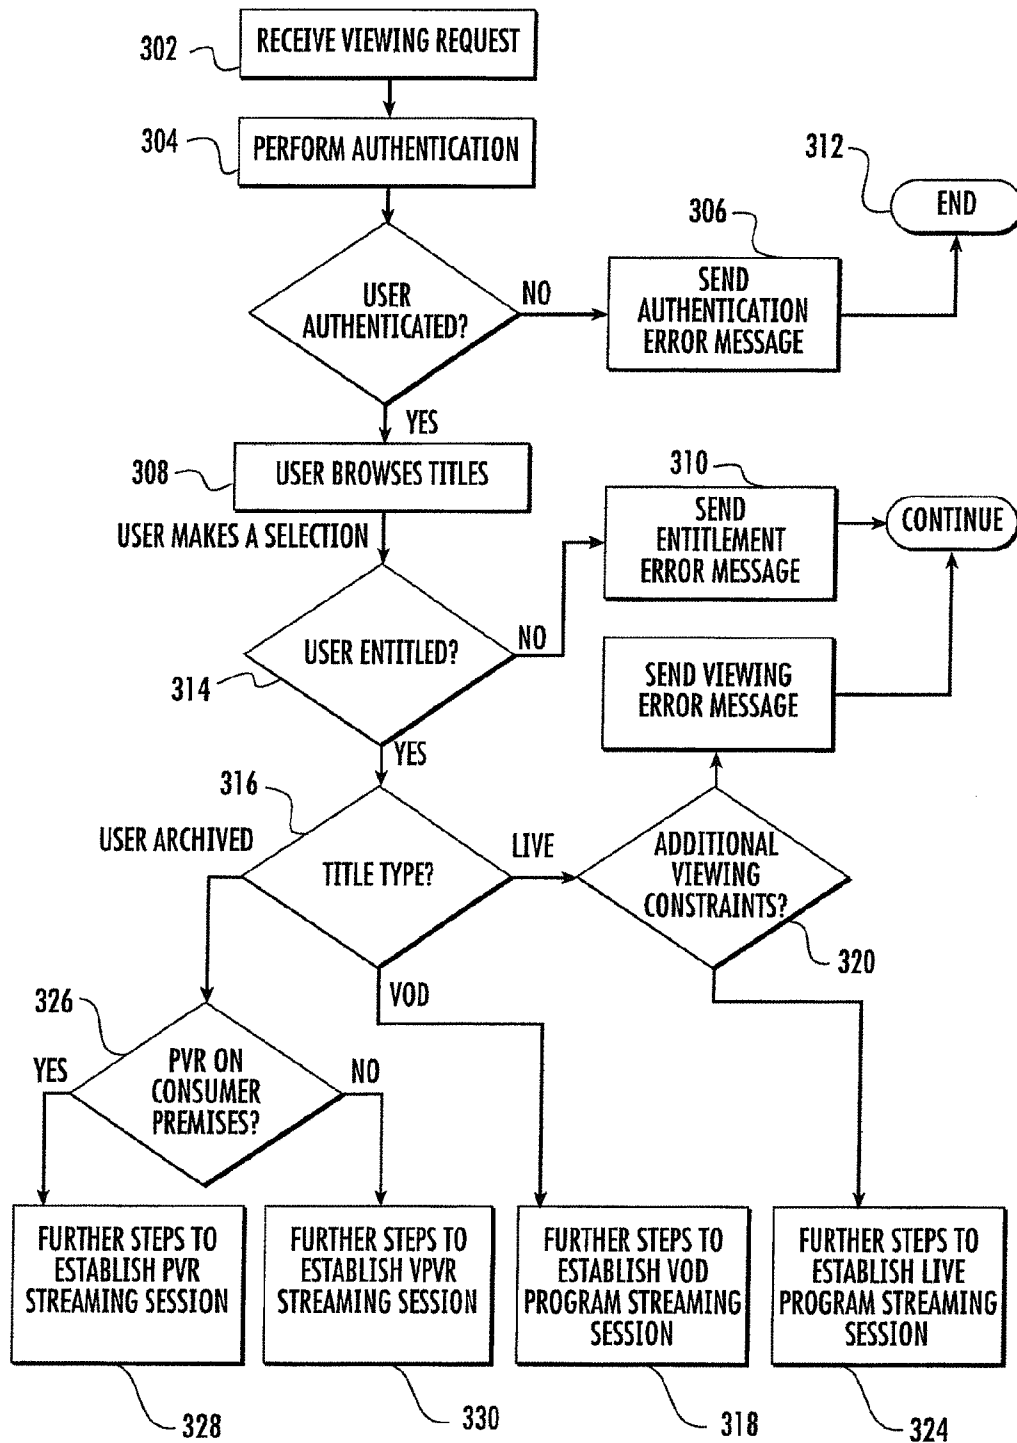 302
RECEIVE VIEWING REQUEST
304
PERFORM AUTHENTICATION
312
END
306
USER
AUTHENTICATED?
NO
SEND
AUTHENTICATION
ERROR MESSAGE
YES
308
USER BROWSES TITLES
310
SEND
ENTITLEMENT
ERROR MESSAGE
CONTINUE
USER MAKES A SELECTION
USER ENTITLED?
NO
314
SEND VIEWING
ERROR MESSAGE
YES
316
USER ARCHIVED
TITLE TYPE?
LIVE
ADDITIONAL
VIEWING
CONSTRAINTS?
320
VOD
326
YES
PVR ON
CONSUMER
PREMISES?
NO
FURTHER STEPS TO
ESTABLISH PVR
STREAMING SESSION
FURTHER STEPS TO
ESTABLISH VPVR
STREAMING SESSION
FURTHER STEPS TO
ESTABLISH VOD
PROGRAM STREAMING
SESSION
FURTHER STEPS TO
ESTABLISH LIVE
PROGRAM STREAMING
SESSION
328
330
318
324